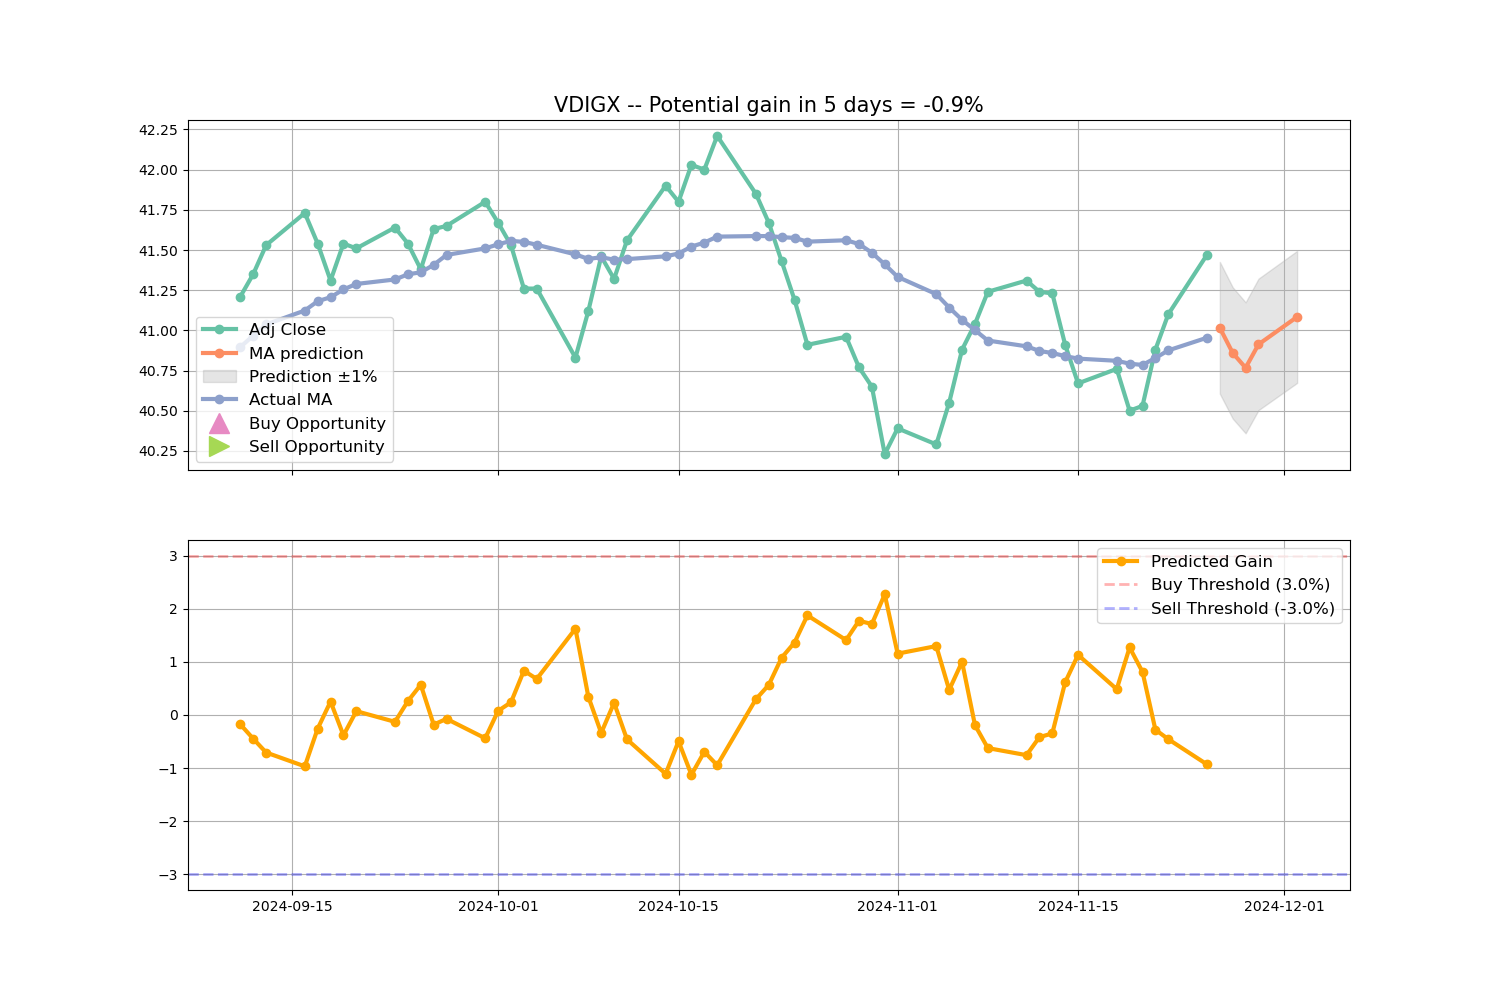 VDIGX -- Potential gain in 5 days = -0.9%
42.25
42.00
41.75
41.50
41.25
41.00
40.75
40.50
40.25
Adj Close
MA prediction
Prediction ±1%
Actual MA
Buy Opportunity
Sell Opportunity
3
2
1
0
−1
−2
−3
Predicted Gain
Buy Threshold (3.0%)
Sell Threshold (-3.0%)
2024-09-15
2024-10-01
2024-10-15
2024-11-01
2024-11-15
2024-12-01